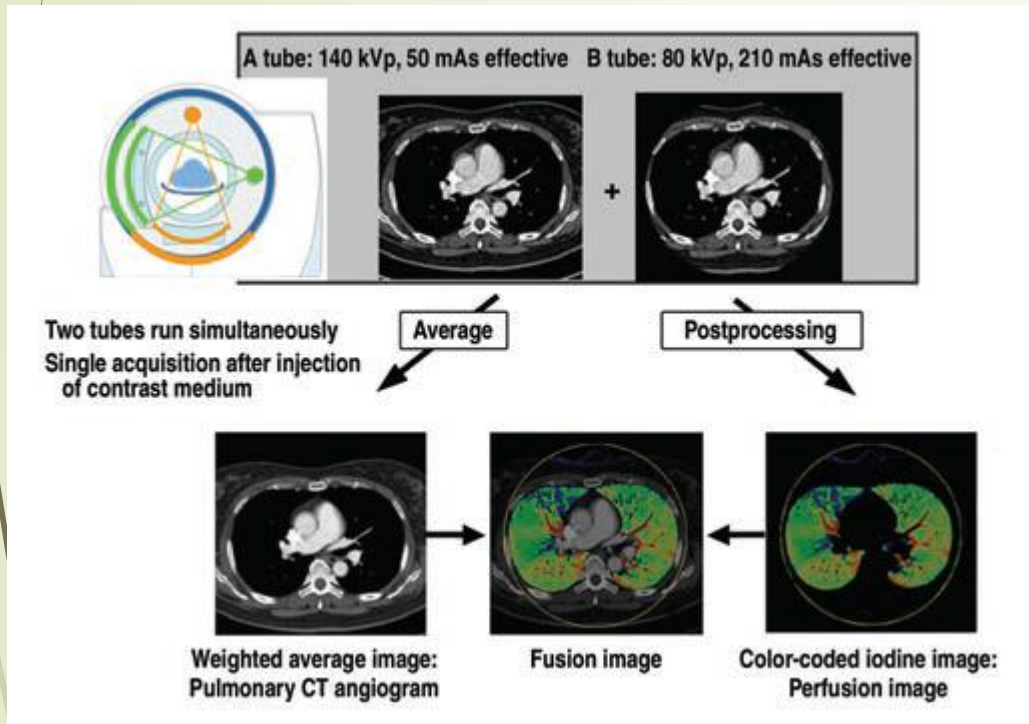 A tube: 140 kVp, 50 mAs effective B tube: 80 kVp, 210 mAs effective
+
Two tubes run simultaneously
Single acquisition after injection
of contrast medium
Average
Postprocessing
Weighted average image:
Pulmonary CT angiogram
Fusion image
Color-coded iodine image:
Perfusion image